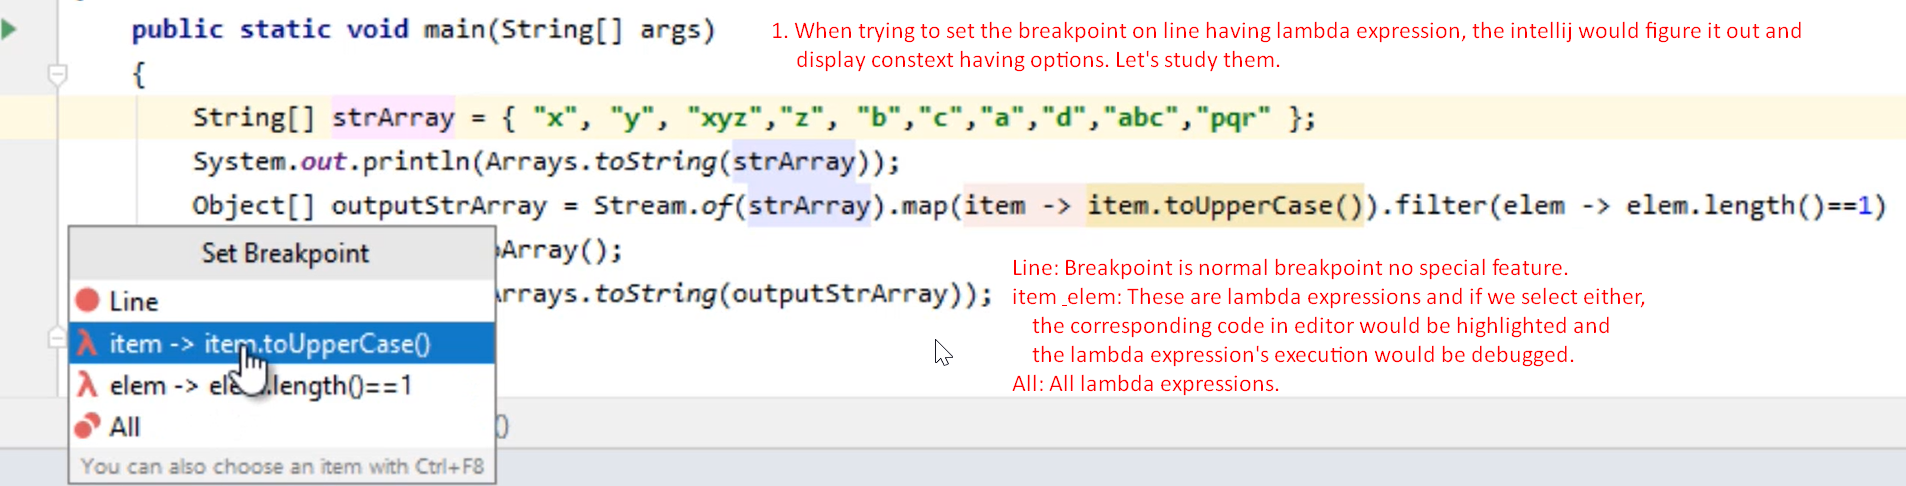 public static void main(String[] args)
1. When trying to set the breakpoint on line having lambda expression, the intellij would figure it out and
display constext having options. Let's study them.
{
String[] strArray = { "x", "y", "xyz","z", "b","c","a","d","abc","pqr" };
System.out.println(Arrays.toString(strArray));
Object[] outputStrArray = Stream.of(strArray).map(item -> item.toUpperCase()).filter(elem -> elem.length()==1)
Array();
Arrays.toString(outputStrArray));
Set Breakpoint
Line
item -> item.toUpperCase()
elem -> elem.length()==1
All
You can also choose an item with Ctrl+F8
Line: Breakpoint is normal breakpoint no special feature.
item _elem: These are lambda expressions and if we select either,
the corresponding code in editor would be highlighted and
the lambda expression's execution would be debugged.
All: All lambda expressions.
()